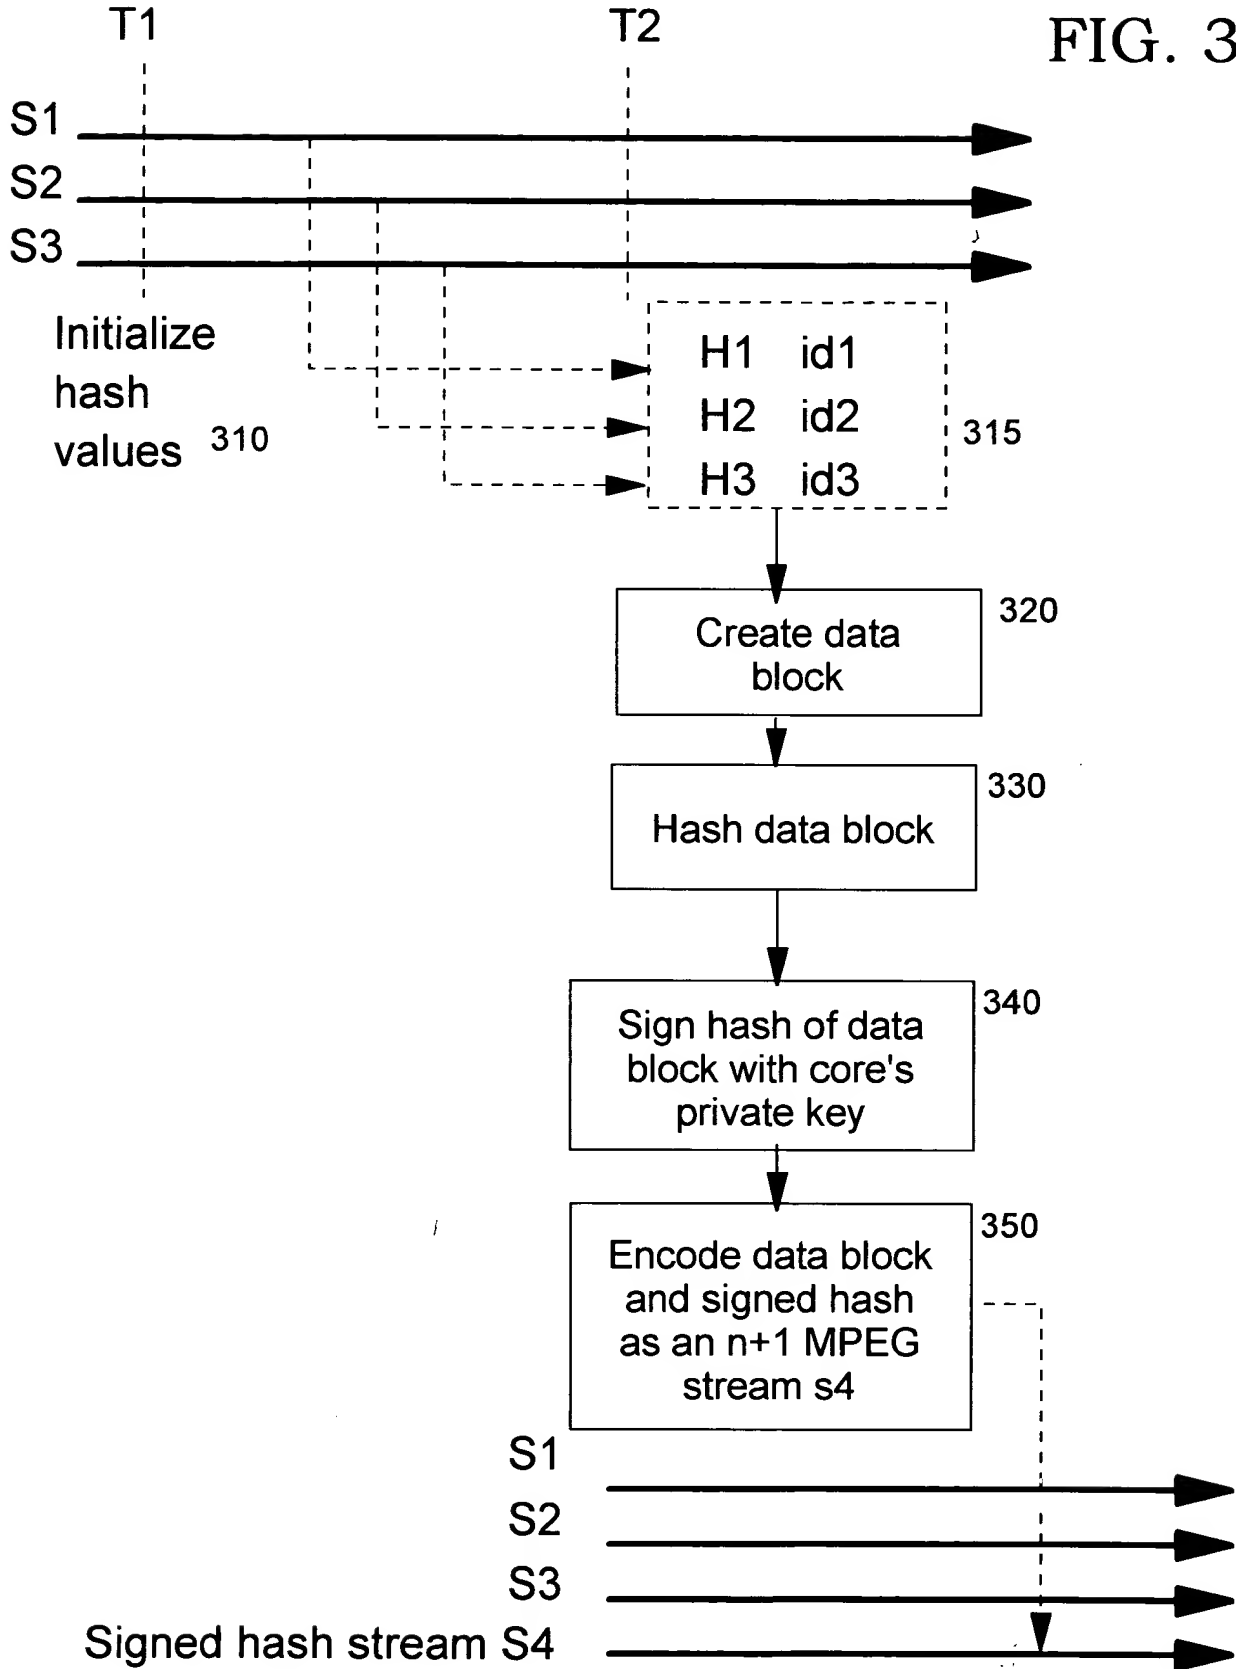 T1
T2
FIG. 3
S1
S2
S3
Initialize
hash
values 310
H1 id1
H2 id2
H3 id3
315
320
Create data
block
330
Hash data block
340
Sign hash of data
block with core's
private key
350
Encode data block
and signed hash
as an n+1 MPEG
stream s4
S1
S2
S3
Signed hash stream S4